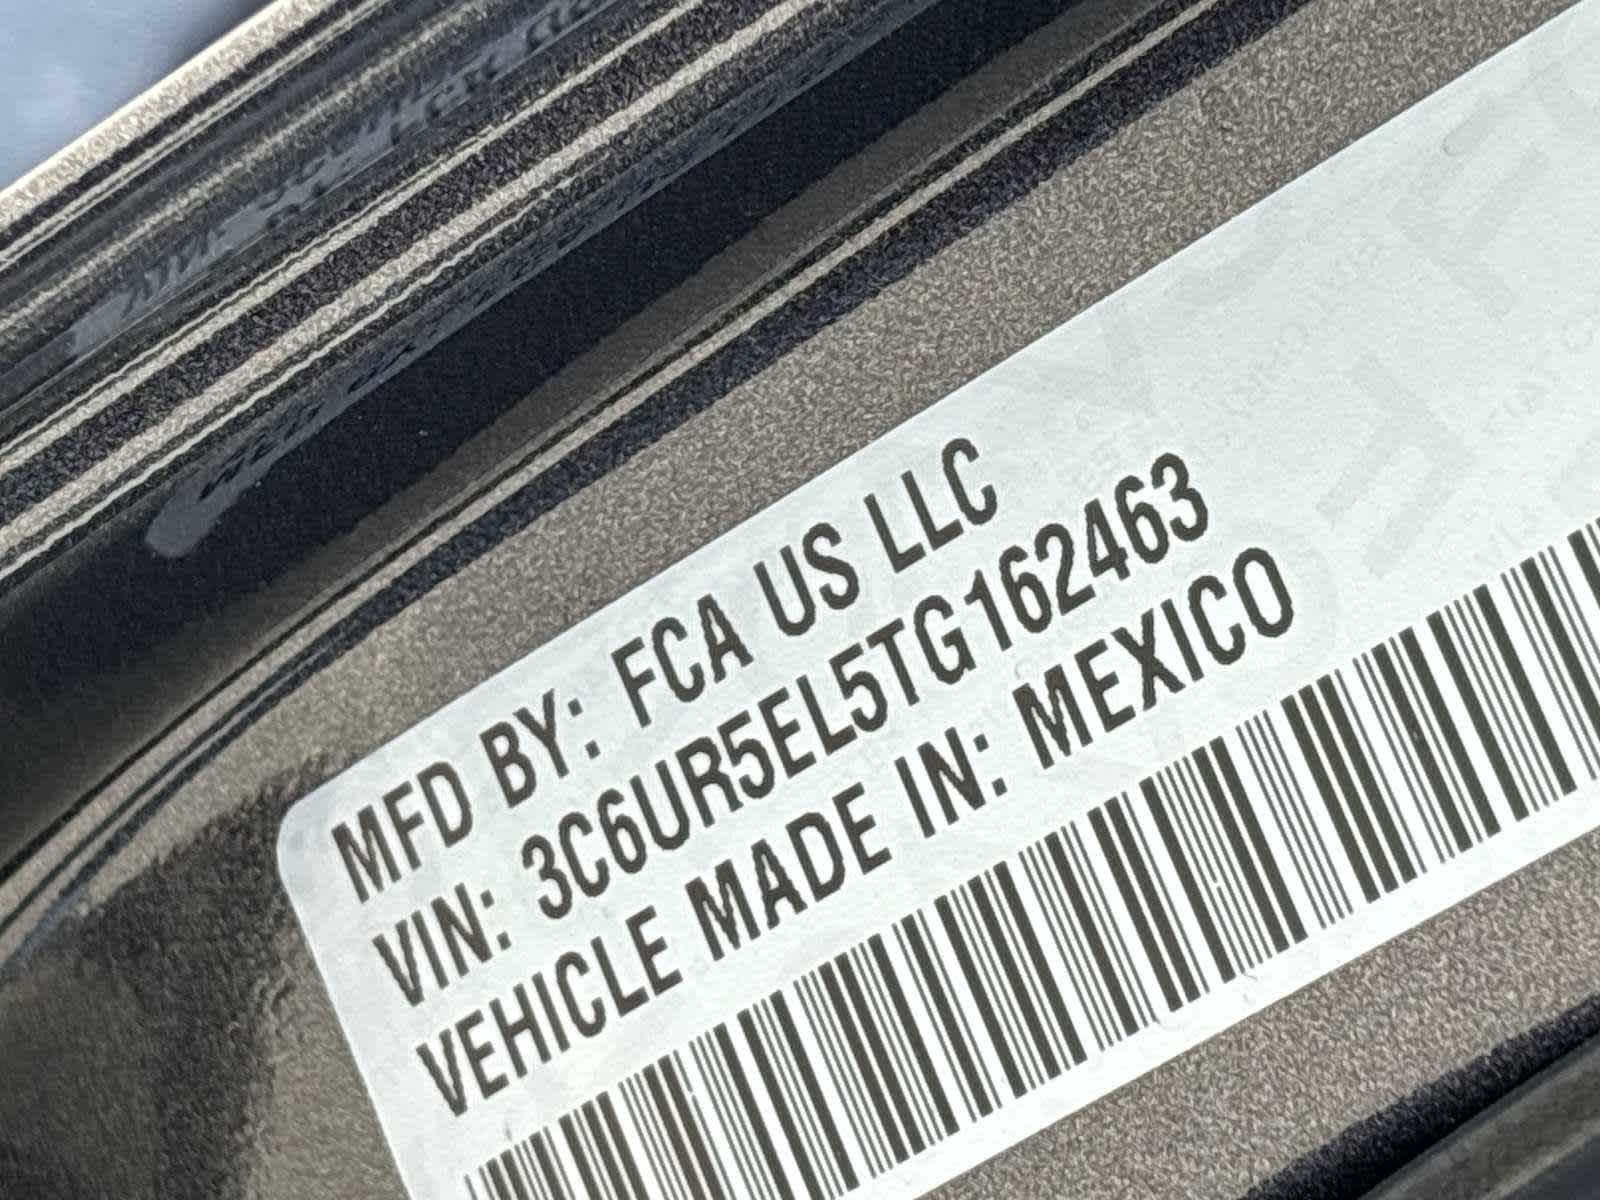 MFD BY: FCA US LLC
VIN: 3C6UR5EL5TG162463
VEHICLE MADE IN: MEXICO